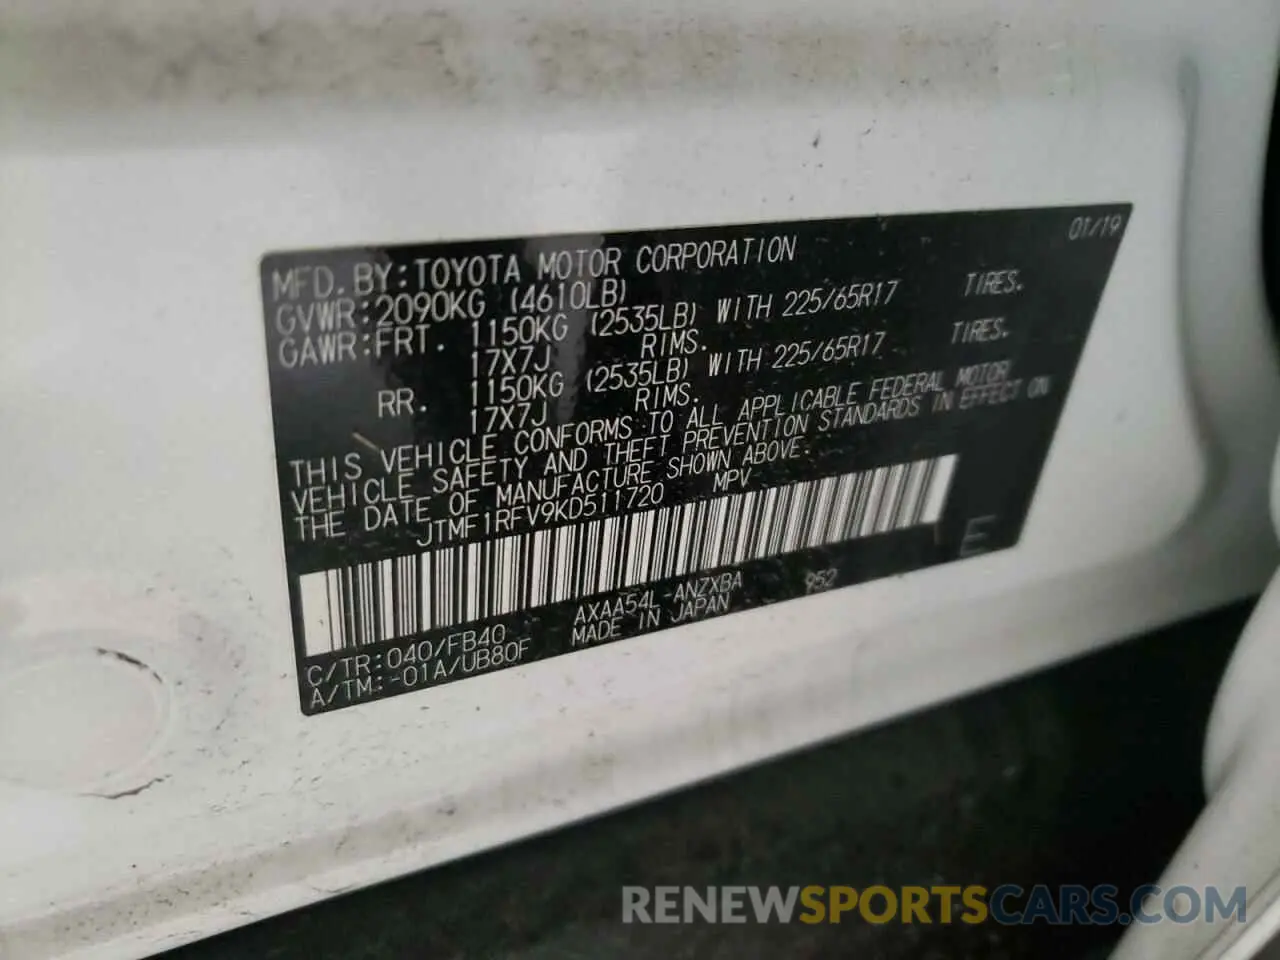 01/19
MFD. BY: TOYOTA MOTOR CORPORATION
GVWR: 2090KG (4610LB)
GAWR: FRT. 1150KG (2535LB) WITH 225/65R17 TIRES.
17X7J RIMS.
RR. 1150KG (2535LB) WITH 225/65R17 TIRES.
17X7J RIMS.
THIS VEHICLE CONFORMS TO ALL APPLICABLE FEDERAL MOTOR
VEHICLE SAFETY AND THEFT PREVENTION STANDARDS IN EFFECT ON
THE DATE OF MANUFACTURE SHOWN ABOVE.
JTMF1RFV9KD511720 MPV
E
C/TR: 040/FB40 AXAA54L-ANZXBA 952
A/TM: -01A/UB80F MADE IN JAPAN
RENEWSPORTSCARS.COM